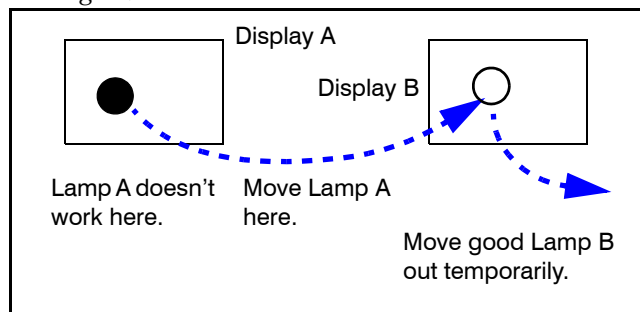 Display A
Display B
Lamp A doesn't
work here.
Move Lamp A
here.
Move good Lamp B
out temporarily.